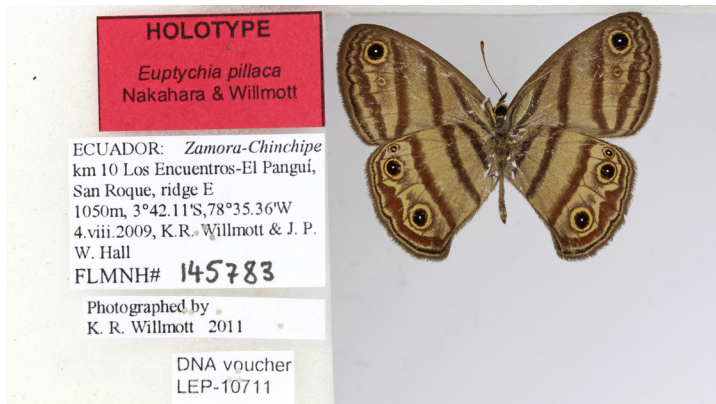 HOLOTYPE
Euptychia pillaca
Nakahara & Willmott
ECUADOR: Zamora-Chinchipe
km 10 Los Encuentros-El Panguí,
San Roque, ridge E
1050m, 3°42.11'S,78°35.36'W
4.viii.2009, K.R. Willmott & J. P.
W. Hall
FLMNH# 145783
Photographed by
K. R. Willmott 2011
DNA voucher
LEP-10711